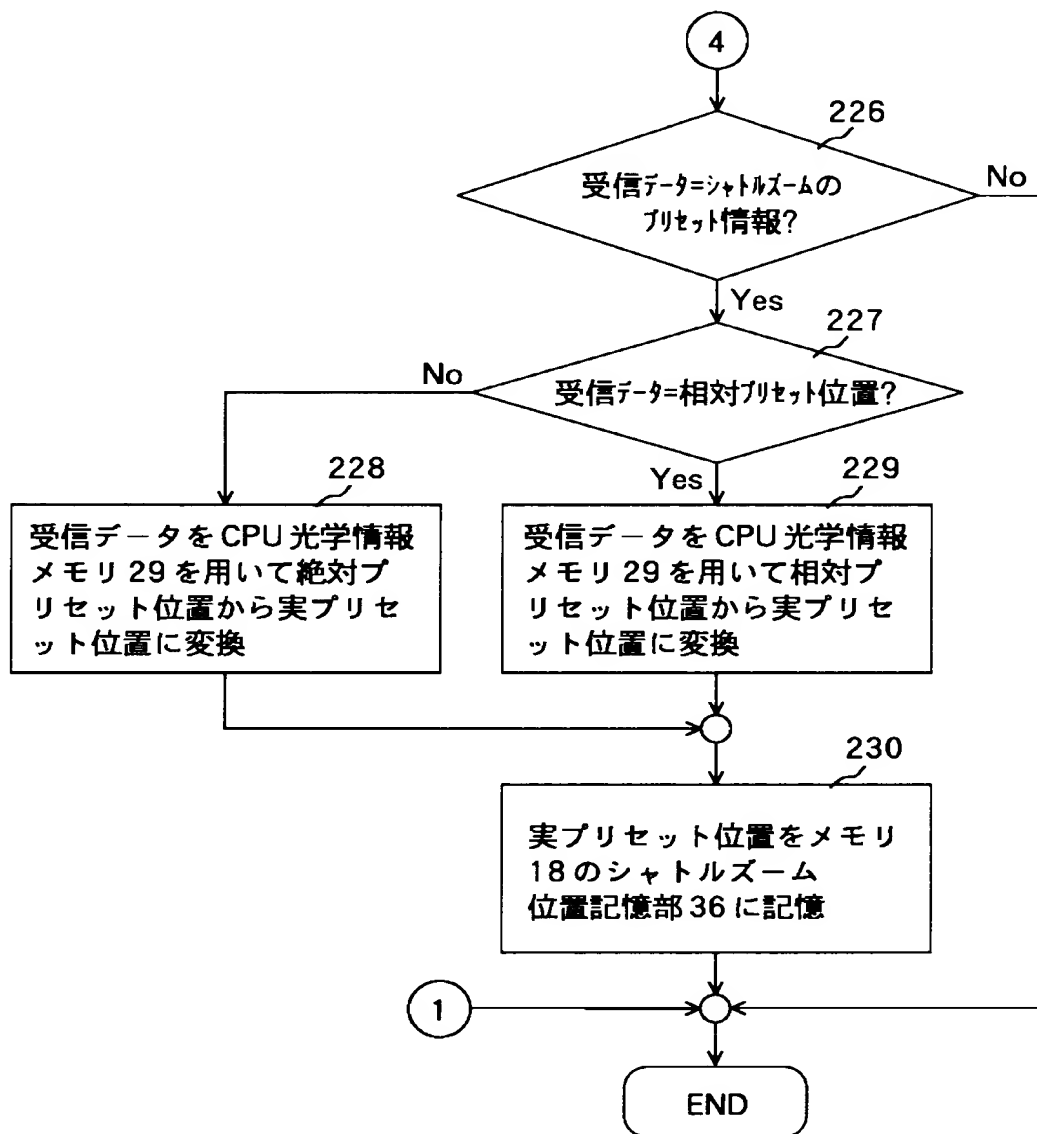 4
226
受信データ=シャトルズームの
プリセット情報?
No
Yes
227
受信データ=相対プリセット位置?
No
Yes
228
受信データをCPU光学情報
メモリ29を用いて絶対プ
リセット位置から実プリセ
ット位置に変換
229
受信データをCPU光学情報
メモリ29を用いて相対プ
リセット位置から実プリセ
ット位置に変換
230
実プリセット位置をメモリ
18のシャトルズーム
位置記憶部36に記憶
1
END